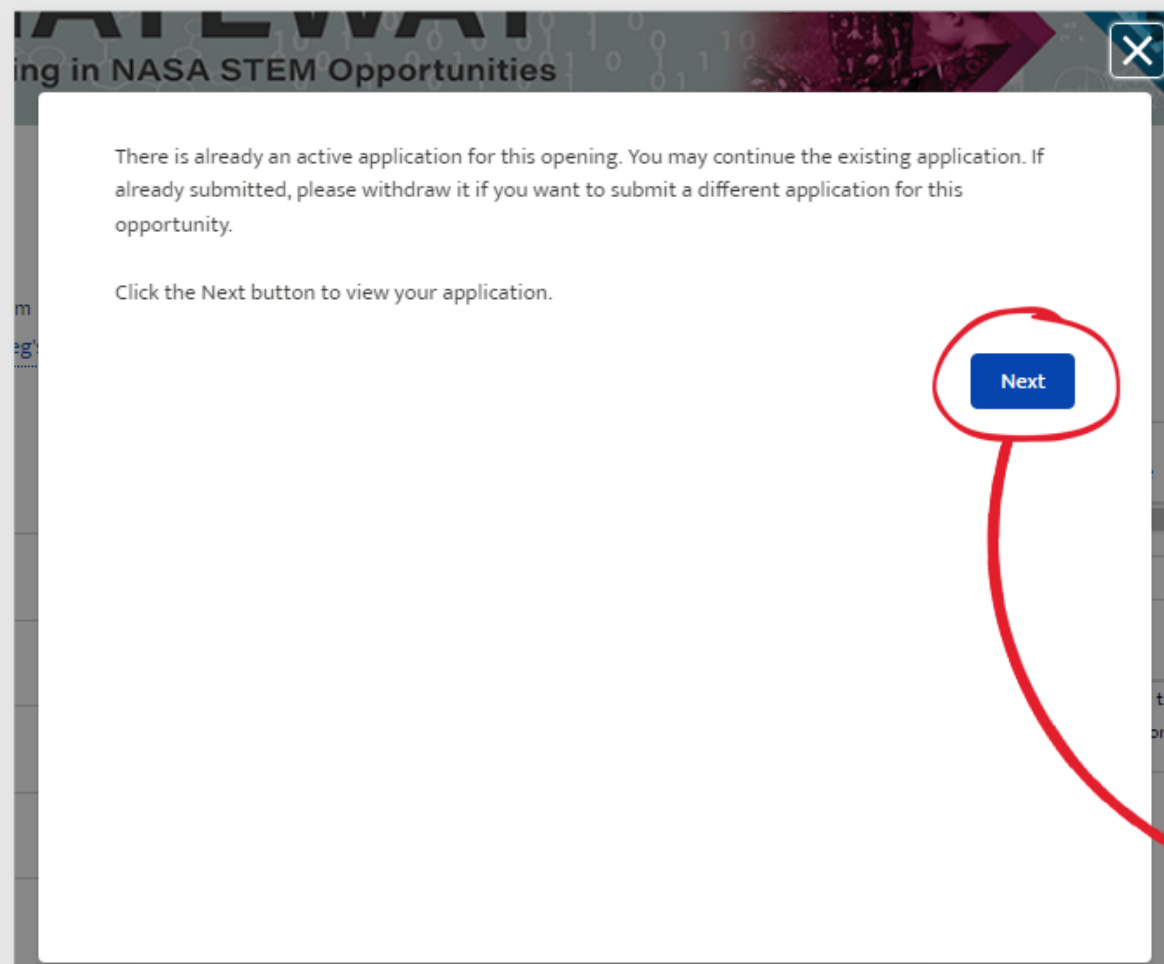 ing in NASA STEM Opportunities
There is already an active application for this opening. You may continue the existing application. If
already submitted, please withdraw it if you want to submit a different application for this
opportunity.
Click the Next button to view your application.
Next